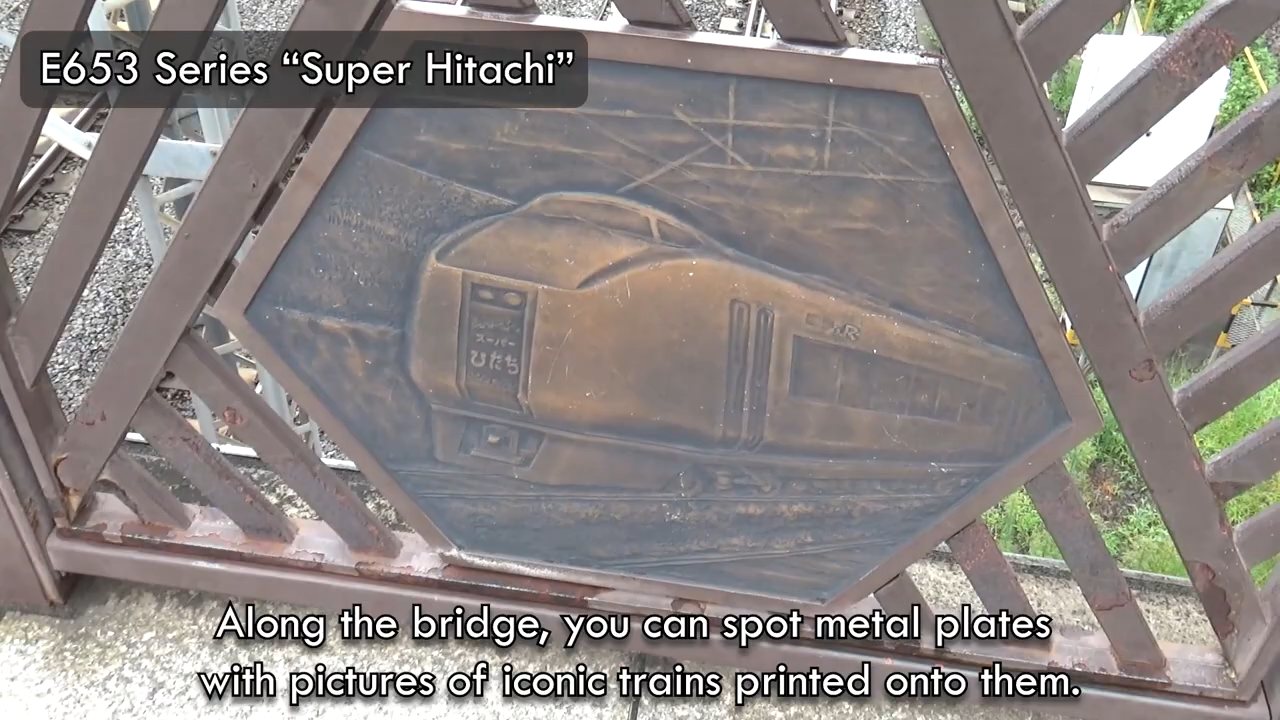 E653 Series “Super Hitachi”
JR
スーパー
ひたち
Along the bridge, you can spot metal plates
with pictures of iconic trains printed onto them.